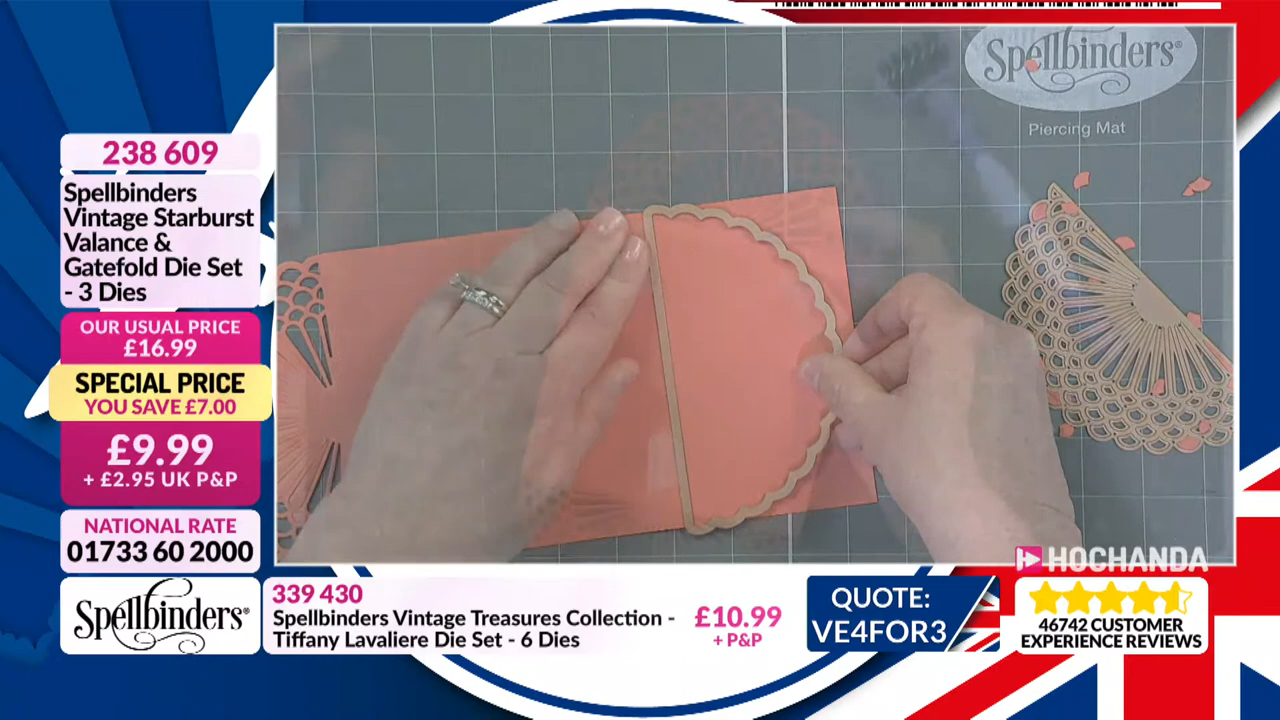 Spellbinders®
Piercing Mat
238 609
Spellbinders
Vintage Starburst
Valance &
Gatefold Die Set
- 3 Dies
OUR USUAL PRICE
£16.99
SPECIAL PRICE
YOU SAVE £7.00
£9.99
+ £2.95 UK P&P
NATIONAL RATE
01733 60 2000
HOCHANDA
Spellbinders®
339 430
Spellbinders Vintage Treasures Collection -
Tiffany Lavaliere Die Set - 6 Dies
£10.99
+ P&P
QUOTE:
VE4FOR3
46742 CUSTOMER
EXPERIENCE REVIEWS